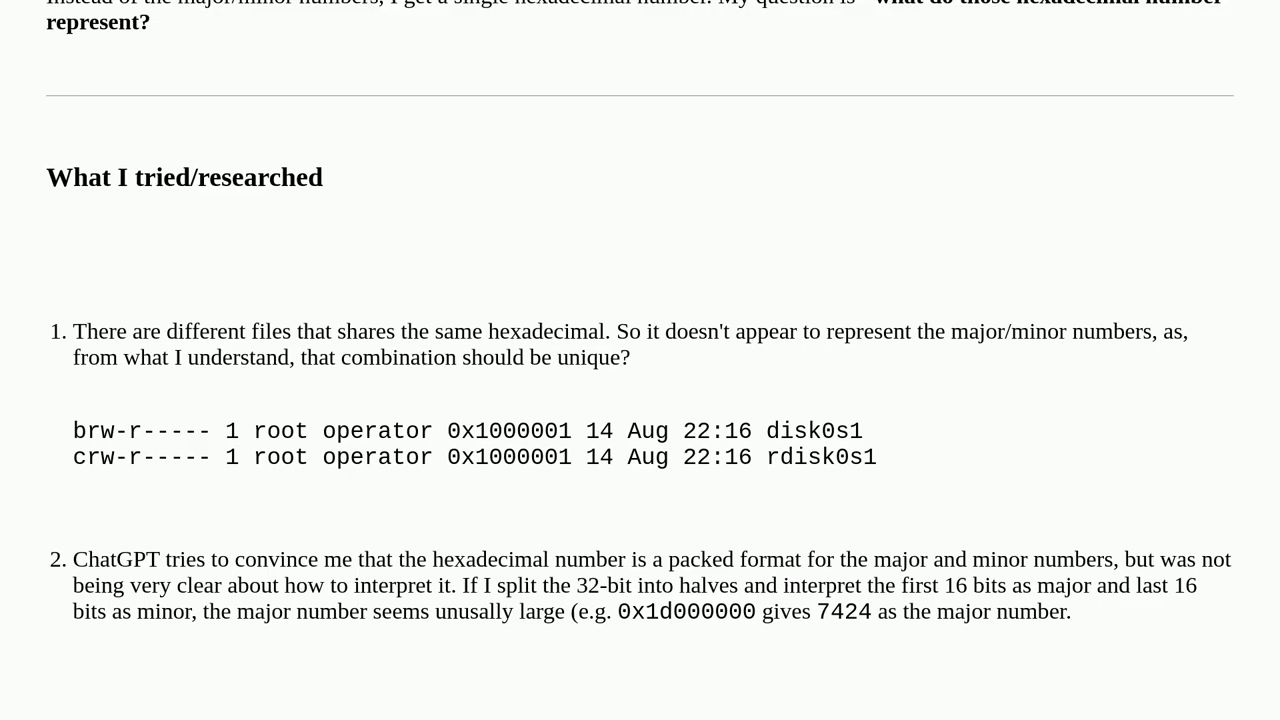 represent?
What I tried/researched
1. There are different files that shares the same hexadecimal. So it doesn't appear to represent the major/minor numbers, as,
from what I understand, that combination should be unique?
brw-r----- 1 root operator 0x1000001 14 Aug 22:16 disk0s1
crw-r----- 1 root operator 0x1000001 14 Aug 22:16 rdisk0s1
2. ChatGPT tries to convince me that the hexadecimal number is a packed format for the major and minor numbers, but was not
being very clear about how to interpret it. If I split the 32-bit into halves and interpret the first 16 bits as major and last 16
bits as minor, the major number seems unusally large (e.g. 0x1d000000 gives 7424 as the major number.